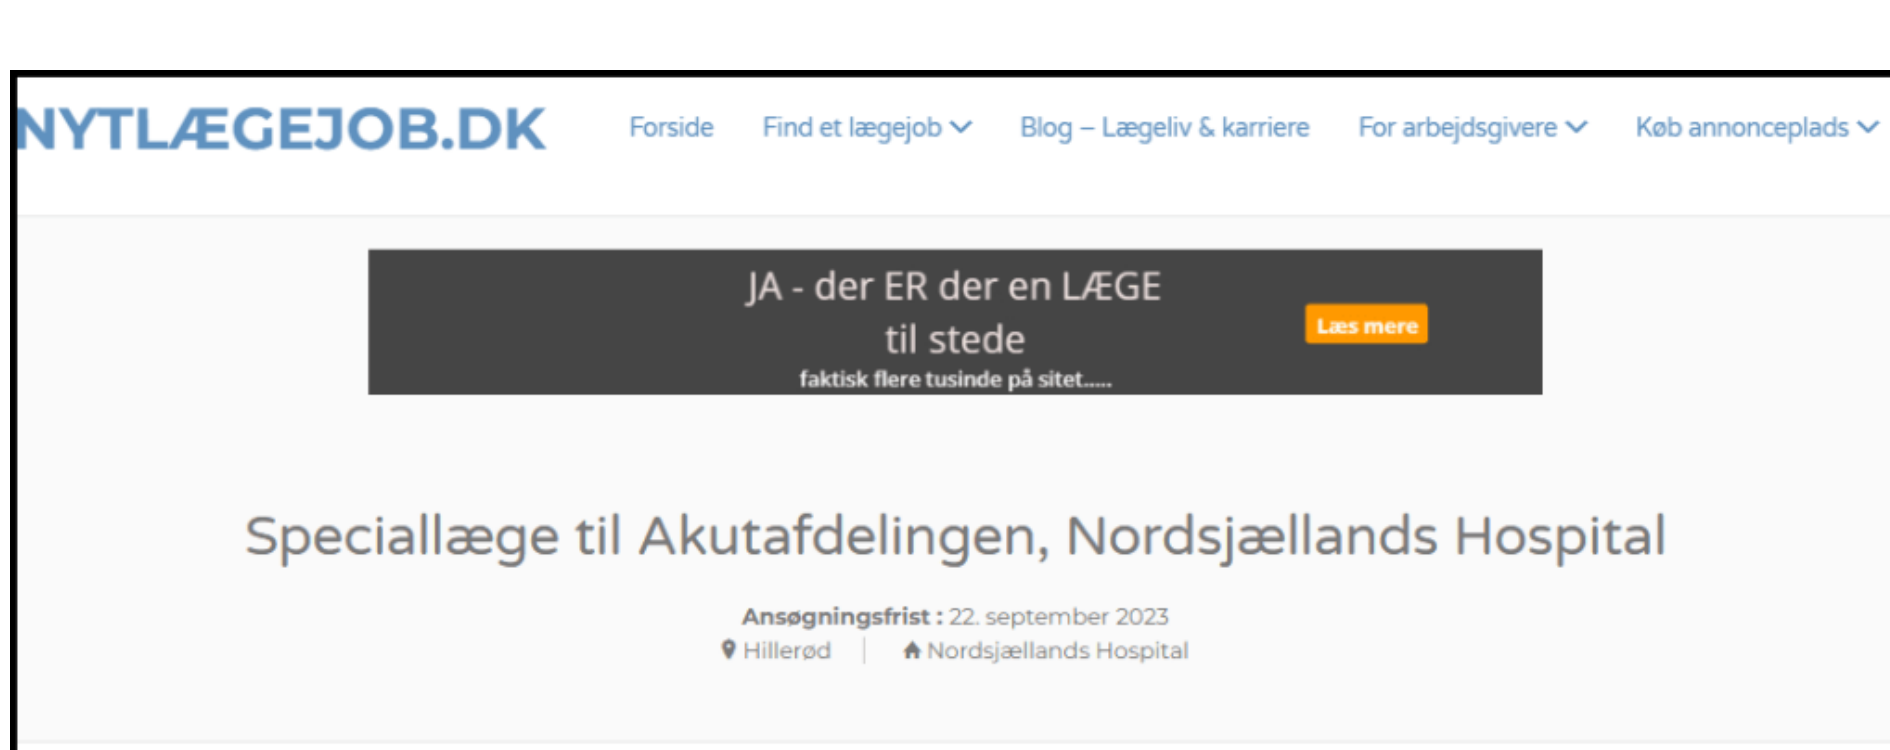 NYTLÆGEJOB.DK Forside Find et lægejob Blog – Lægeliv & karriere For arbejdsgivere Køb annonceplads
JA - der ER der en LÆGE
til stede
Læs mere
faktisk flere tusinde på sitet.....
Speciallæge til Akutafdelingen, Nordsjællands Hospital
Ansøgningsfrist : 22. september 2023
Hillerød Nordsjællands Hospital